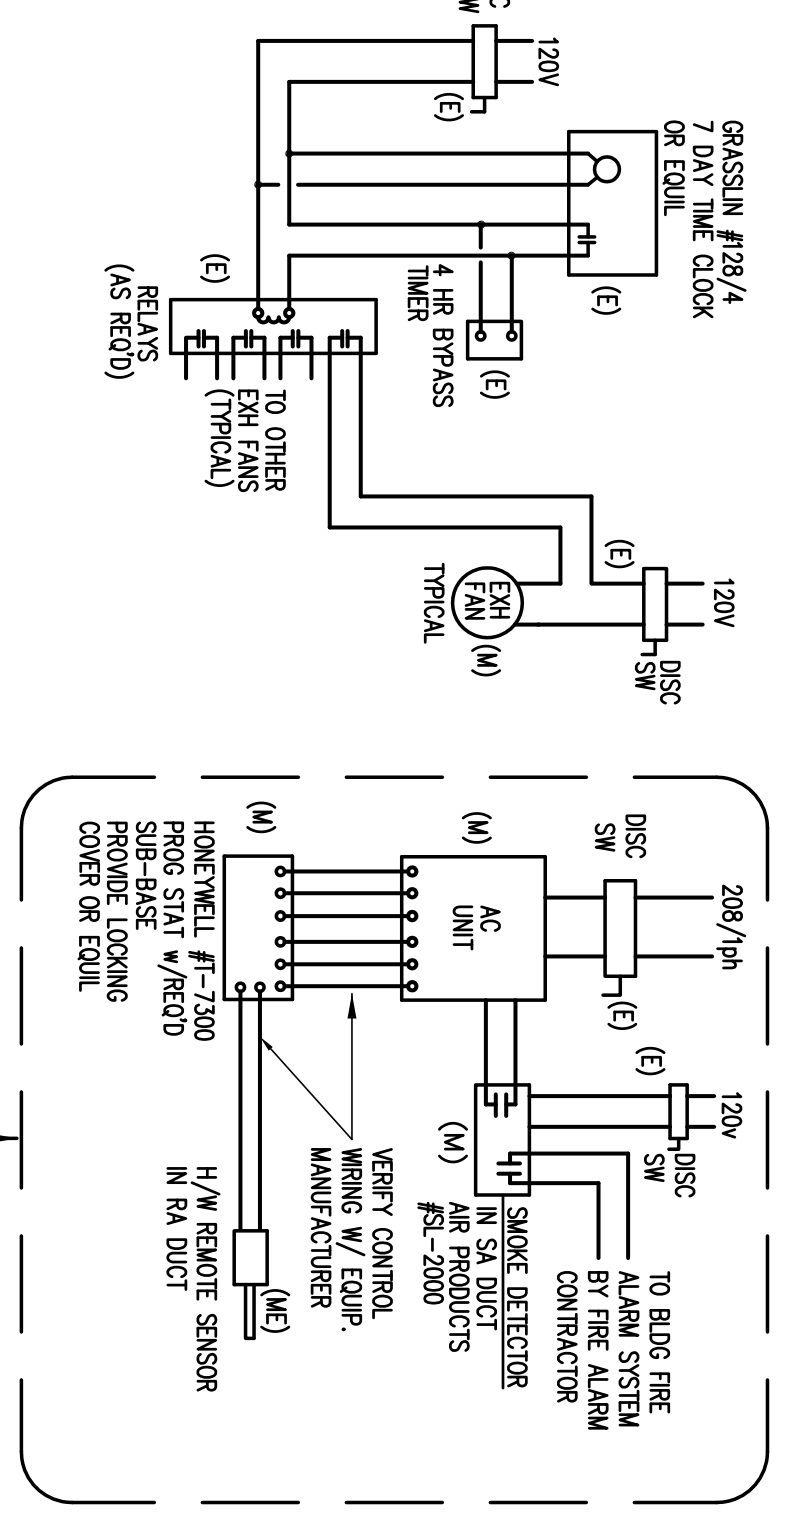 DISC
SW
120V
(E)
GRASSLIN #128/4
7 DAY TIME CLOCK
OR EQUIL
(E)
4 HR BYPASS
TIMER
(E)
(E)
RELAYS
(AS REQ'D)
TO OTHER
EXH FANS
(TYPICAL)
120V
(E)
DISC
SW
EXH
FAN
(M)
TYPICAL
208/1ph
DISC
SW
(E)
(M)
AC
UNIT
120v
(E)
DISC
SW
TO BLDG FIRE
ALARM SYSTEM
BY FIRE ALARM
CONTRACTOR
(M)
SMOKE DETECTOR
IN SA DUCT
AIR PRODUCTS
#SL-2000
VERIFY CONTROL
WIRING W/ EQUIP.
MANUFACTURER
(M)
HONEYWELL #T-7300
PROG STAT w/REQ'D
SUB-BASE
PROVIDE LOCKING
COVER OR EQUIL
(ME)
H/W REMOTE SENSOR
IN RA DUCT